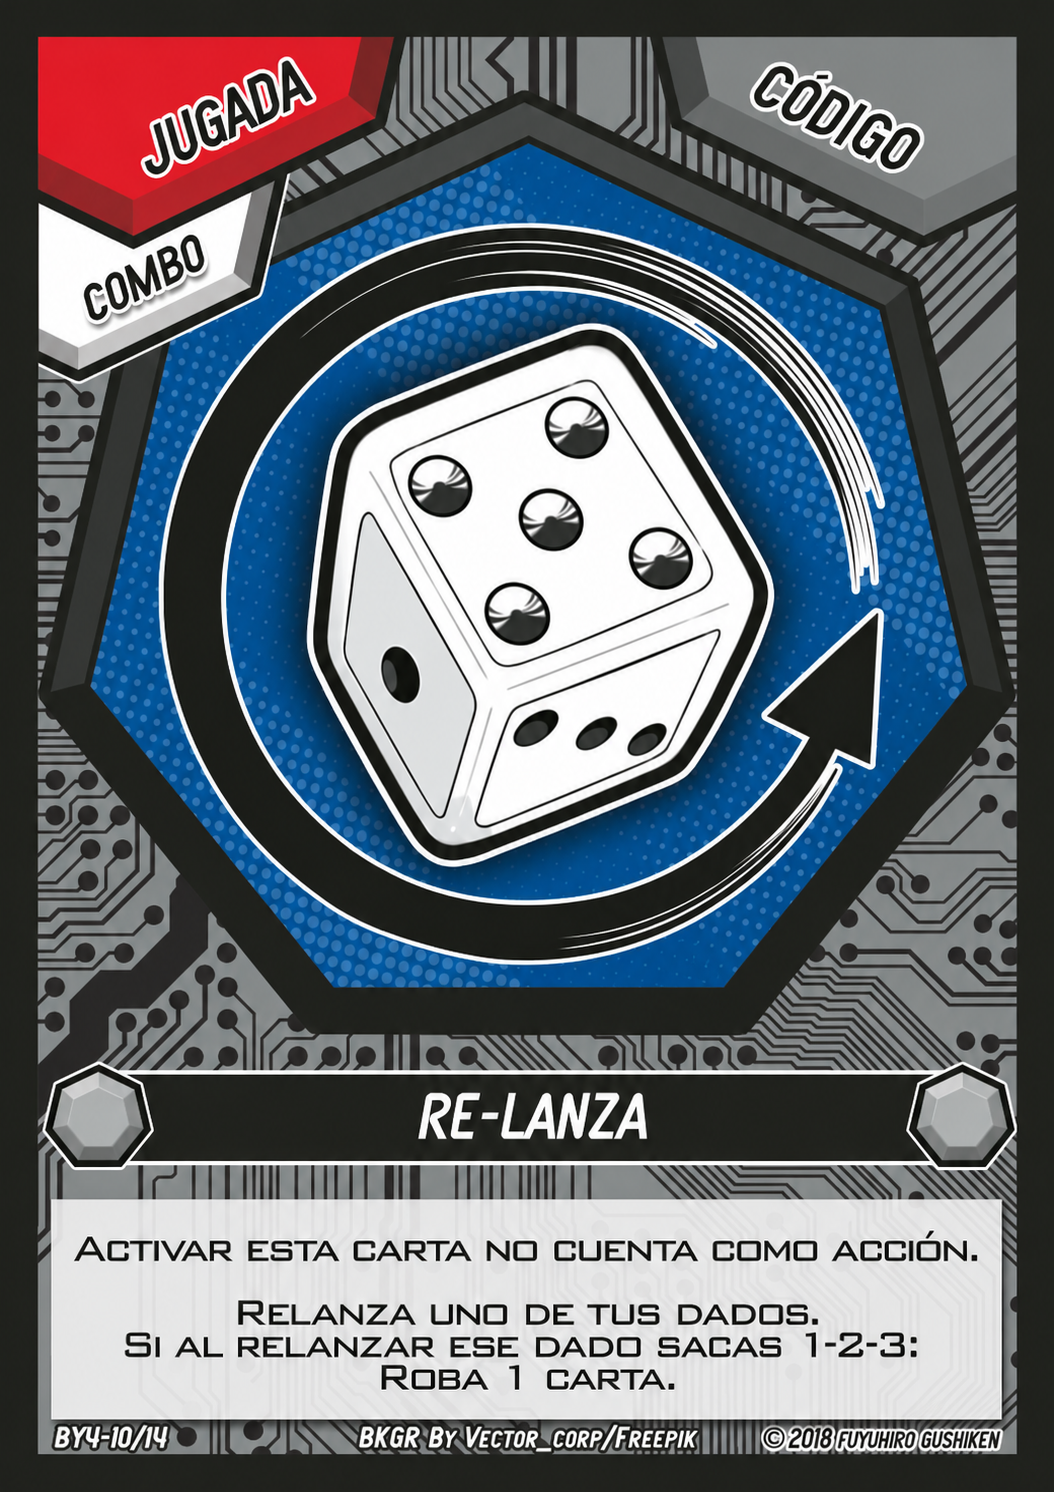 JUGADA
CÓDIGO
COMBO
RE-LANZA
ACTIVAR ESTA CARTA NO CUENTA COMO ACCIÓN.
RELANZA UNO DE TUS DADOS.
SI AL RELANZAR ESE DADO SACAS 1-2-3:
ROBA 1 CARTA.
BY4-10/14
BKGR BY VECTOR_CORP/FREEPIK
© 2018 FUYUHIRO GUSHIKEN